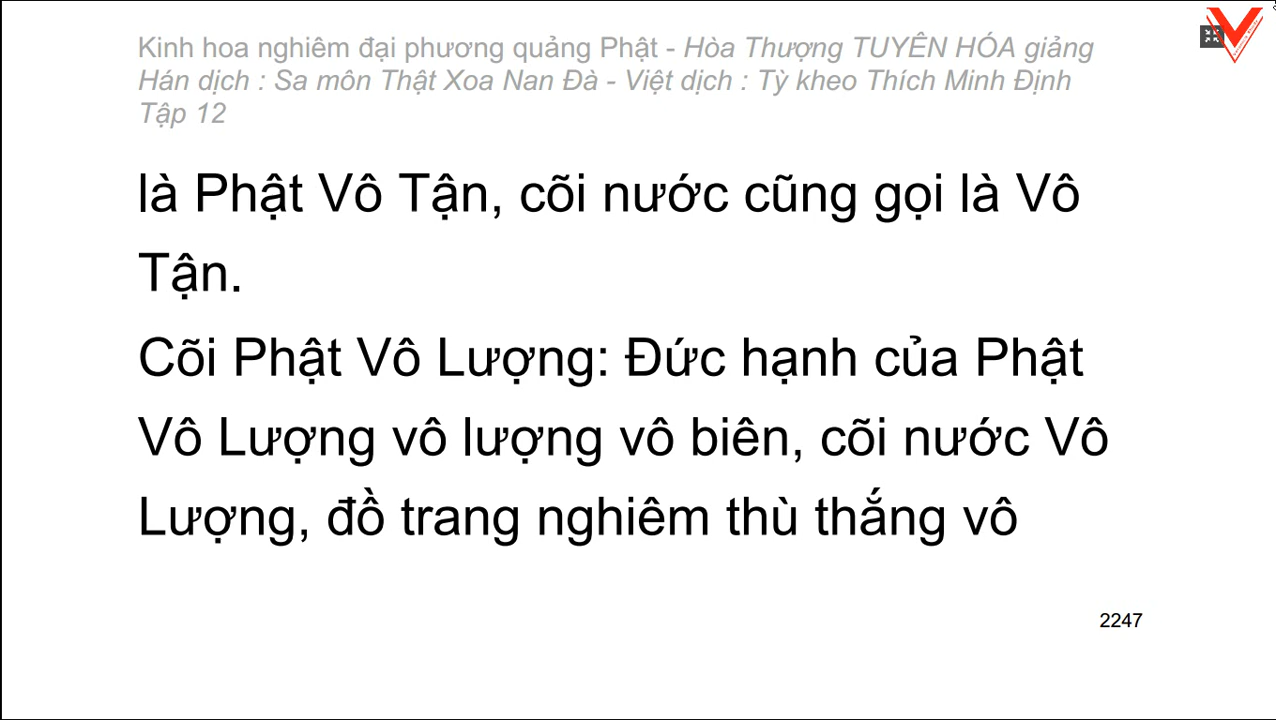 Kinh hoa nghiêm đại phương quảng Phật - Hòa Thượng TUYÊN HÓA giảng
Hán dịch : Sa môn Thật Xoa Nan Đà - Việt dịch : Tỳ kheo Thích Minh Định
Tập 12
là Phật Vô Tận, cõi nước cũng gọi là Vô
Tận.
Cõi Phật Vô Lượng: Đức hạnh của Phật
Vô Lượng vô lượng vô biên, cõi nước Vô
Lượng, đồ trang nghiêm thù thắng vô
2247